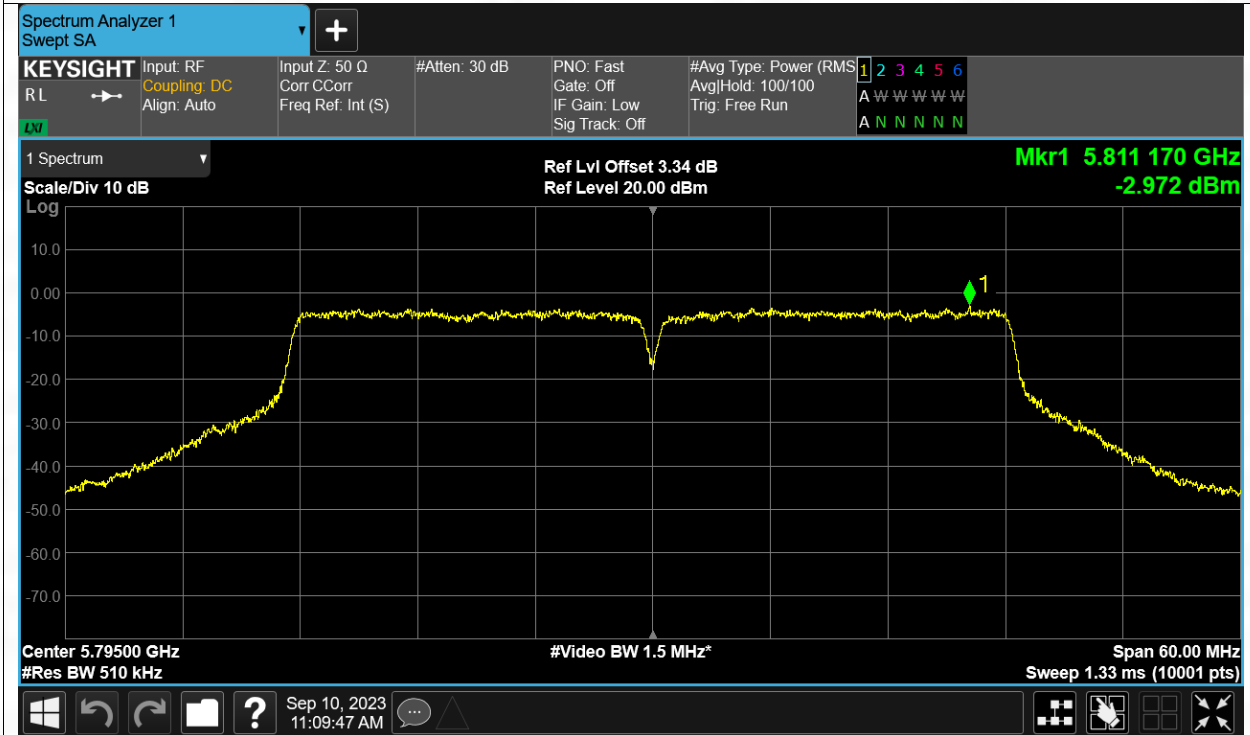 Spectrum Analyzer 1
Swept SA
+
KEYSIGHT
R L
LXI
Input: RF
Coupling: DC
Align: Auto
Input Z: 50 Ω
Corr CCorr
Freq Ref: Int (S)
#Atten: 30 dB
PNO: Fast
Gate: Off
IF Gain: Low
Sig Track: Off
#Avg Type: Power (RMS
Avg|Hold: 100/100
Trig: Free Run
1 2 3 4 5 6
A W W W W W
A N N N N N
1 Spectrum
Scale/Div 10 dB
Log
Ref Lvl Offset 3.34 dB
Ref Level 20.00 dBm
Mkr1 5.811 170 GHz
-2.972 dBm
1
10.0
0.00
-10.0
-20.0
-30.0
-40.0
-50.0
-60.0
-70.0
Center 5.79500 GHz
#Res BW 510 kHz
#Video BW 1.5 MHz*
Span 60.00 MHz
Sweep 1.33 ms (10001 pts)
?
Sep 10, 2023
11:09:47 AM